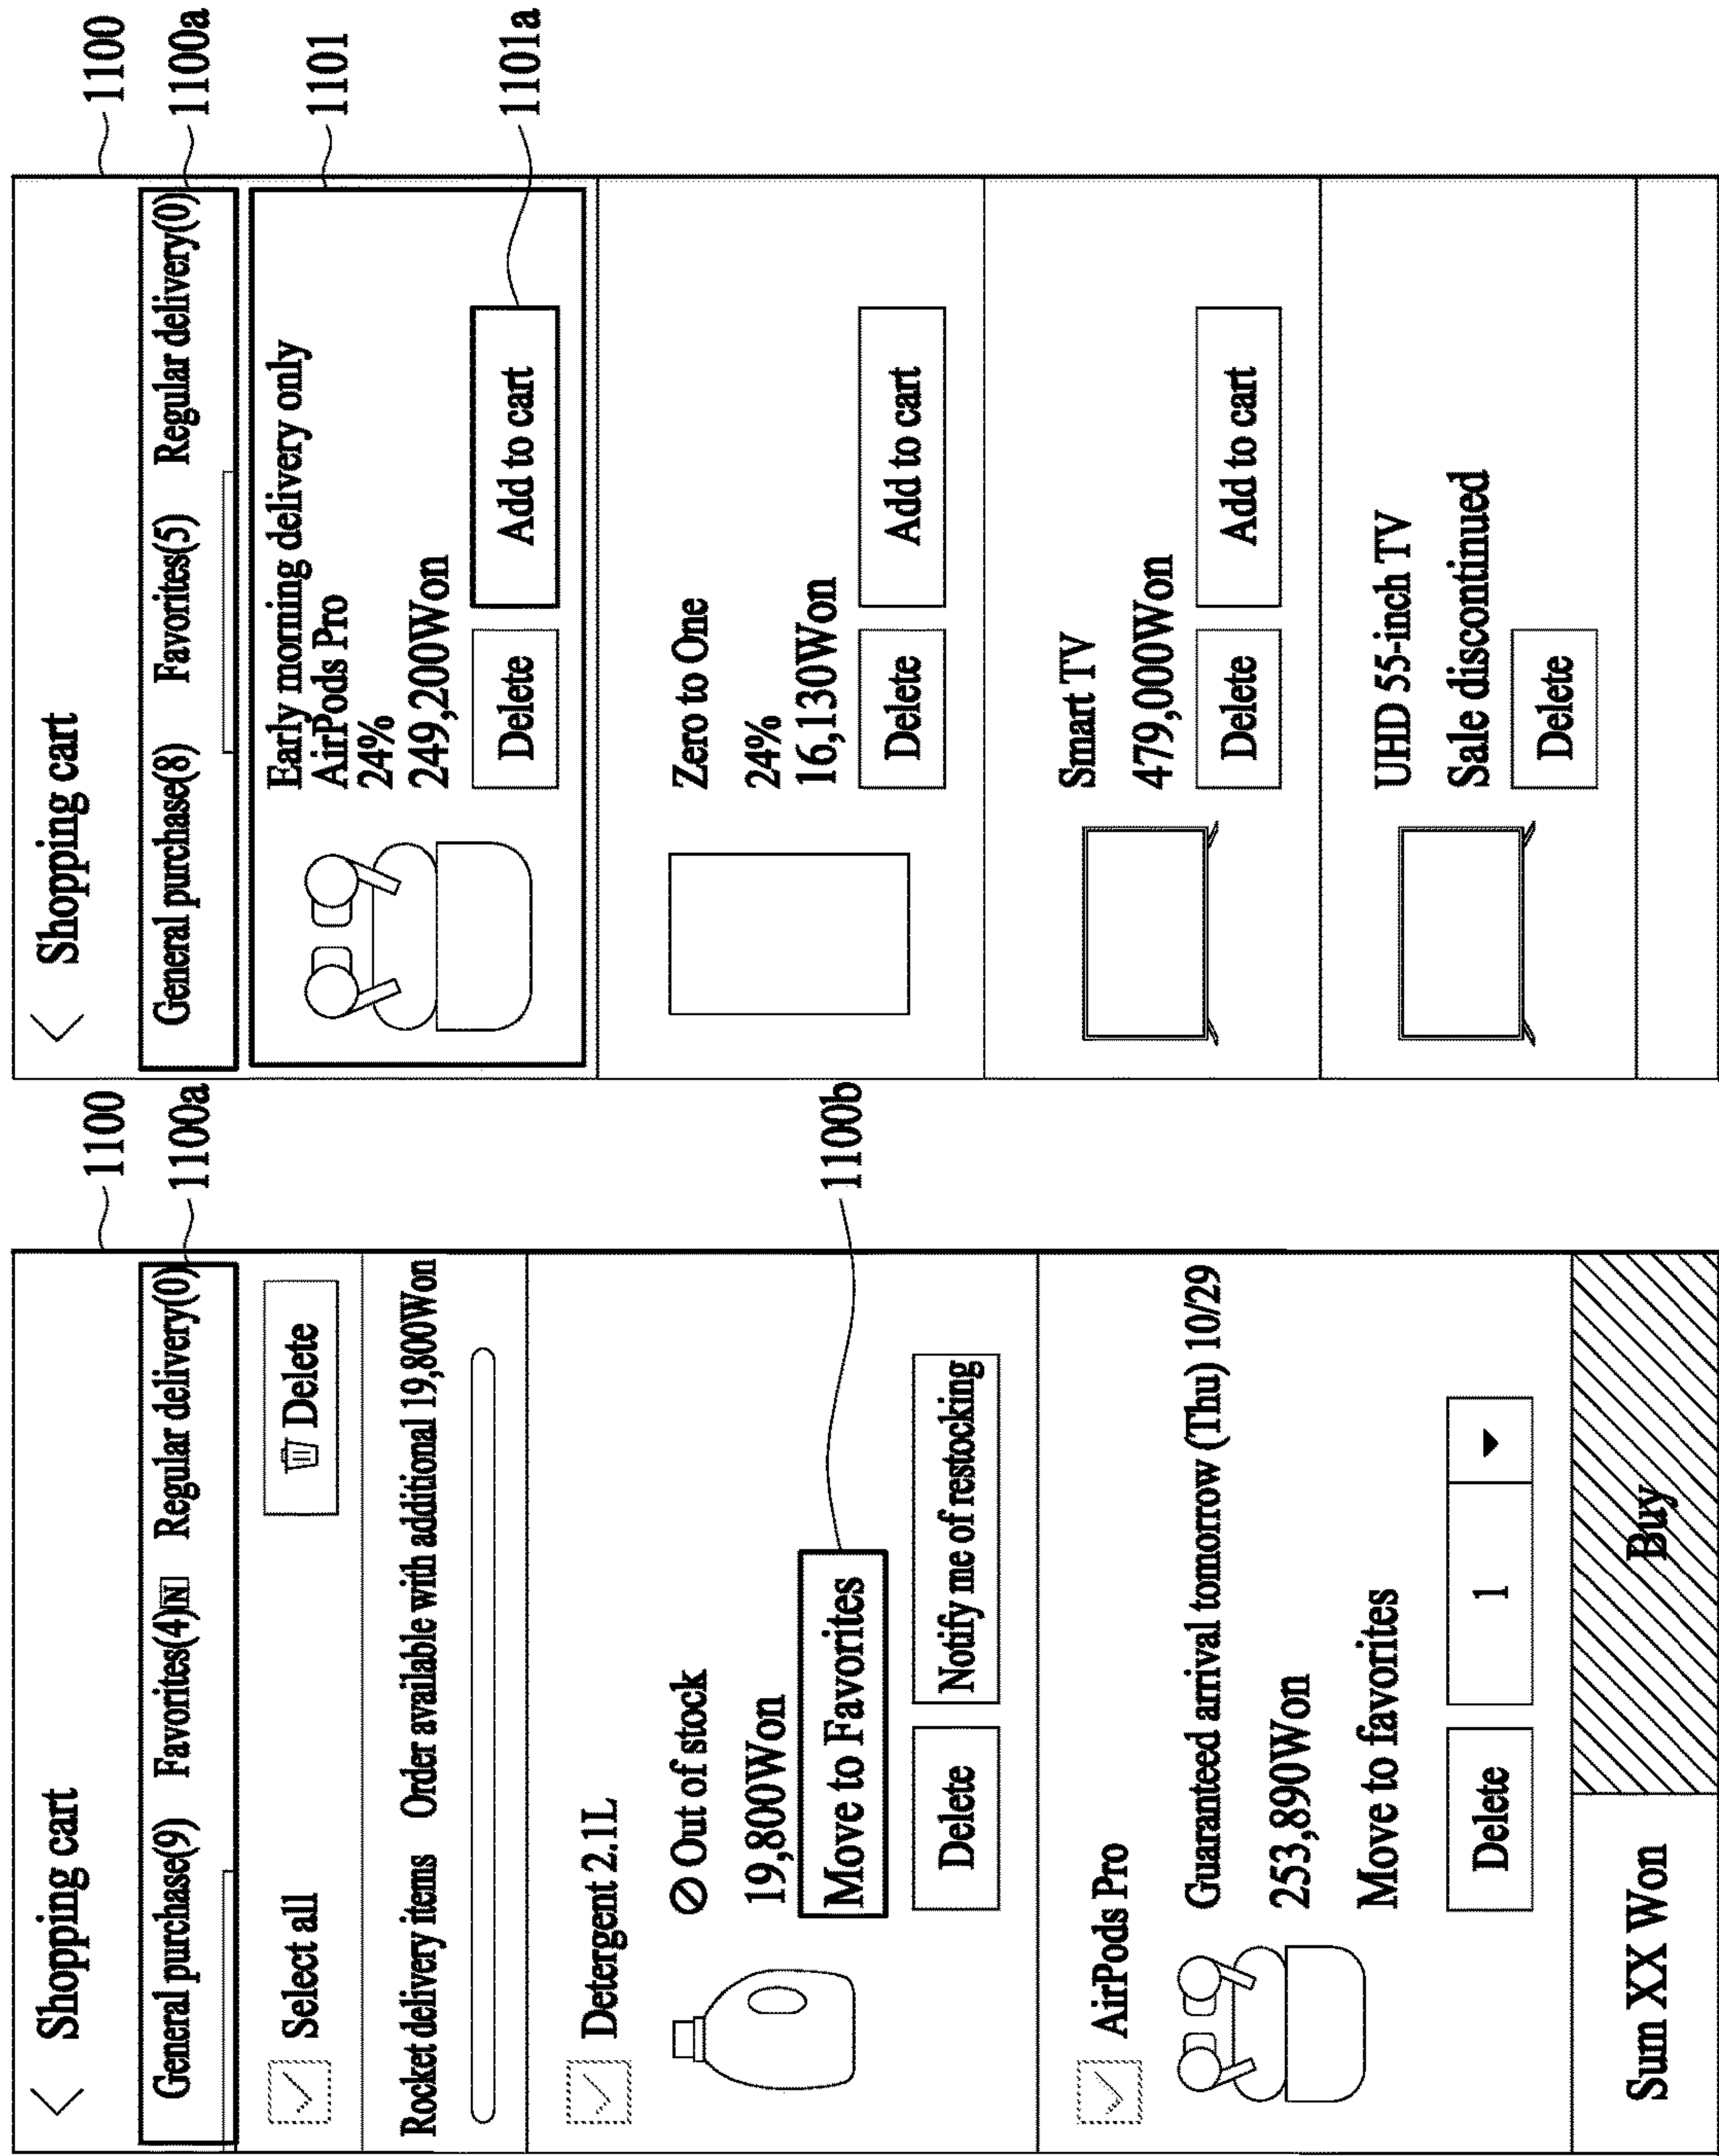 Shopping cart
1100
General purchase(9) Favorites(4)N Regular delivery(0)
1100a
Select all
Delete
Rocket delivery items Order available with additional 19,800Won
Detergent 2.1L
Out of stock
19,800Won
Move to Favorites
1100b
Delete
Notify me of restocking
AirPods Pro
Guaranteed arrival tomorrow (Thu) 10/29
253,890Won
Move to favorites
Delete
1
Sum XX Won
Buy
Shopping cart
1100
General purchase(8) Favorites(5) Regular delivery(0)
1100a
1101
Early morning delivery only
AirPods Pro
24%
249,200Won
Delete
Add to cart
1101a
Zero to One
24%
16,130Won
Delete
Add to cart
Smart TV
479,000Won
Delete
Add to cart
UHD 55-inch TV
Sale discontinued
Delete